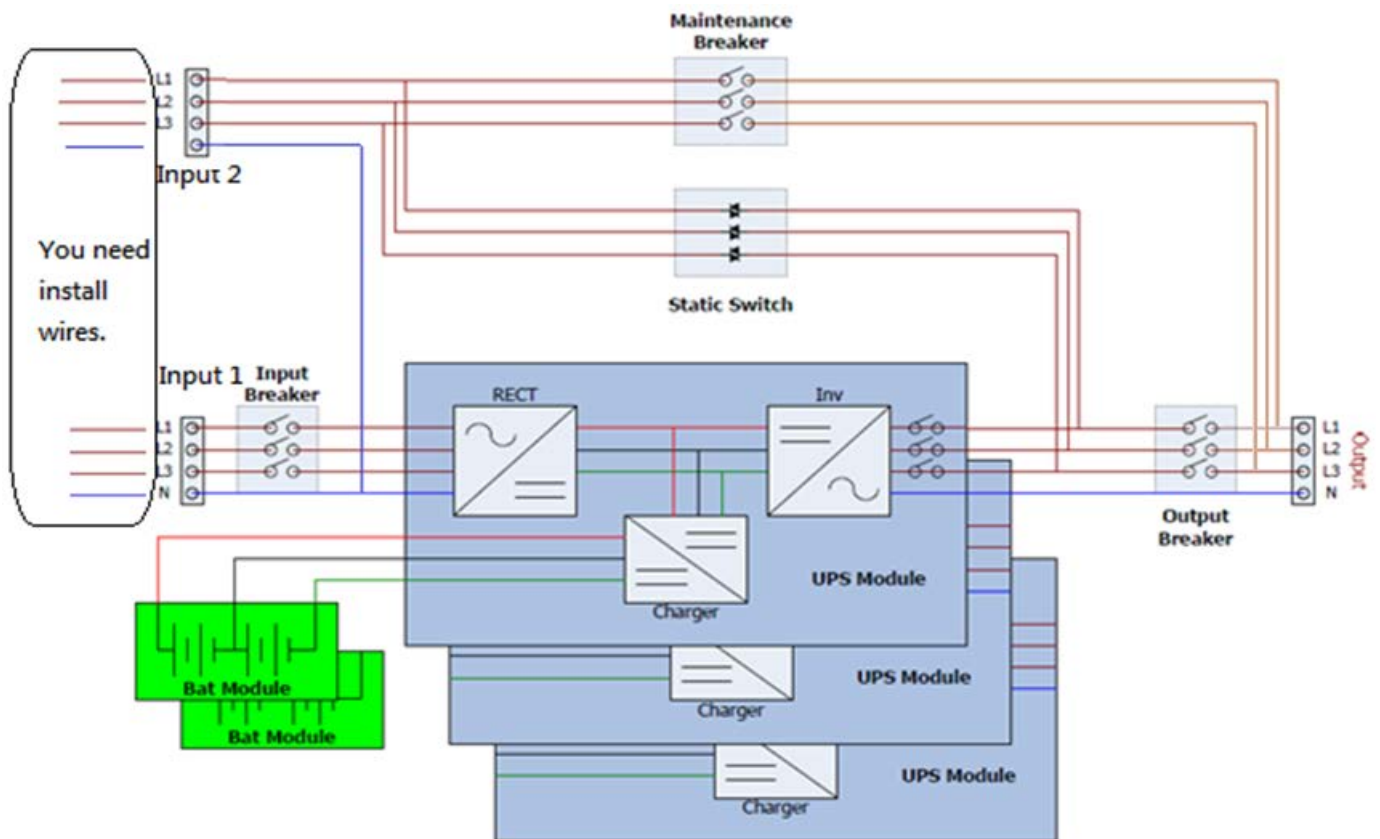 Maintenance
Breaker
L1
L2
L3
Input 2
You need
install
wires.
Static Switch
Input 1
Input
Breaker
RECT
Inv
L1
L2
L3
N
L1
L2
L3
N
Output
Output
Breaker
UPS Module
Charger
Bat Module
UPS Module
Charger
Bat Module
UPS Module
Charger